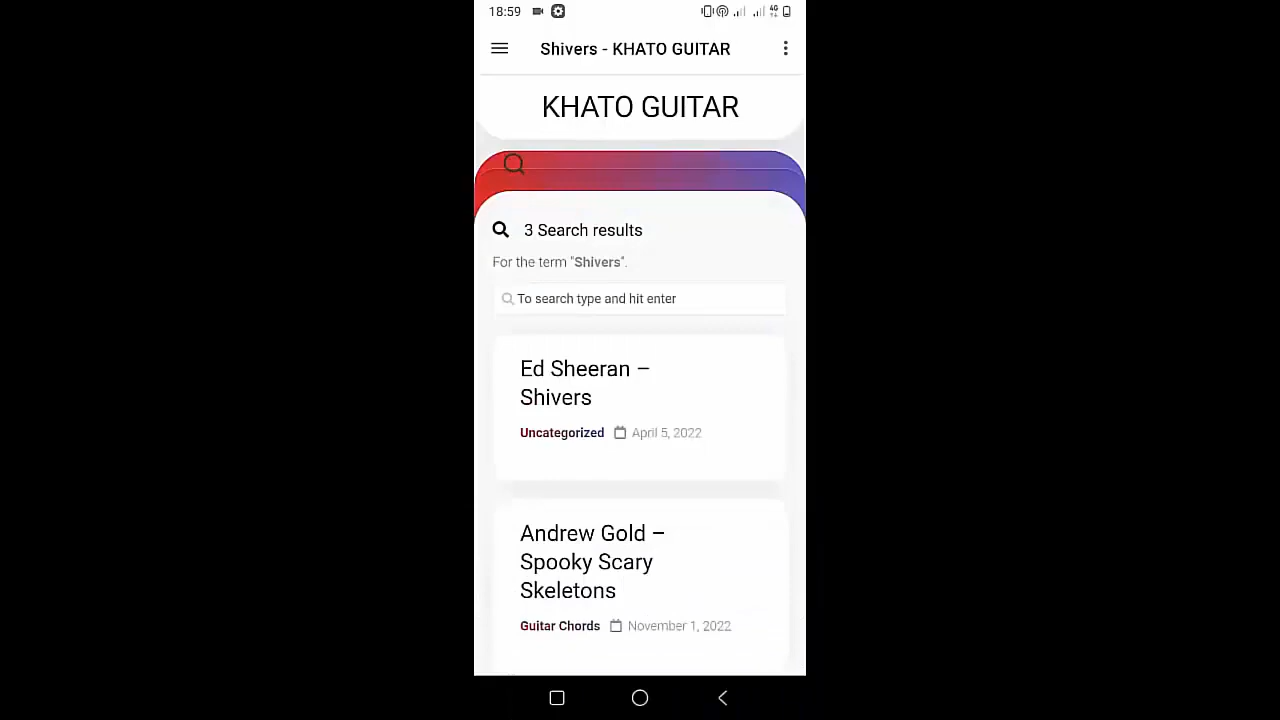 18:59
4G
Shivers - KHATO GUITAR
KHATO GUITAR
3 Search results
For the term "Shivers".
To search type and hit enter
Ed Sheeran –
Shivers
Uncategorized April 5, 2022
Andrew Gold –
Spooky Scary
Skeletons
Guitar Chords November 1, 2022